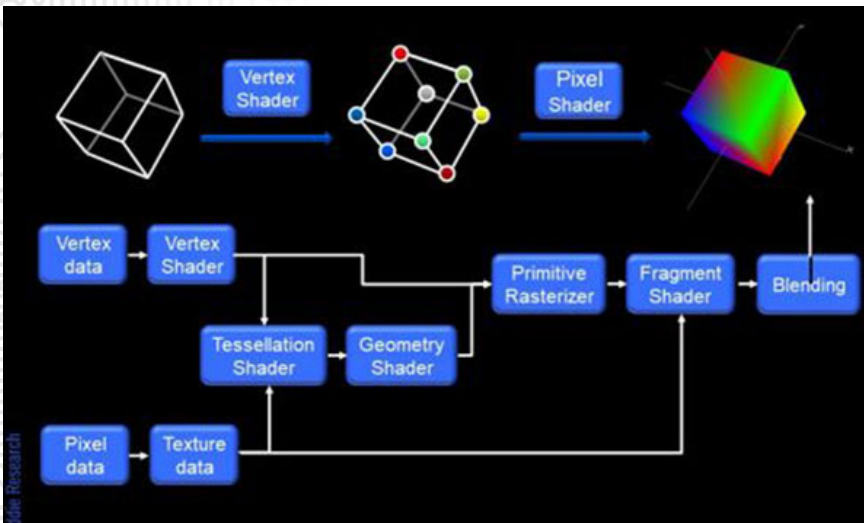 Vertex
Shader
Pixel
Shader
Vertex
data
Vertex
Shader
Primitive
Rasterizer
Fragment
Shader
Blending
Tessellation
Shader
Geometry
Shader
Pixel
data
Texture
data
Research